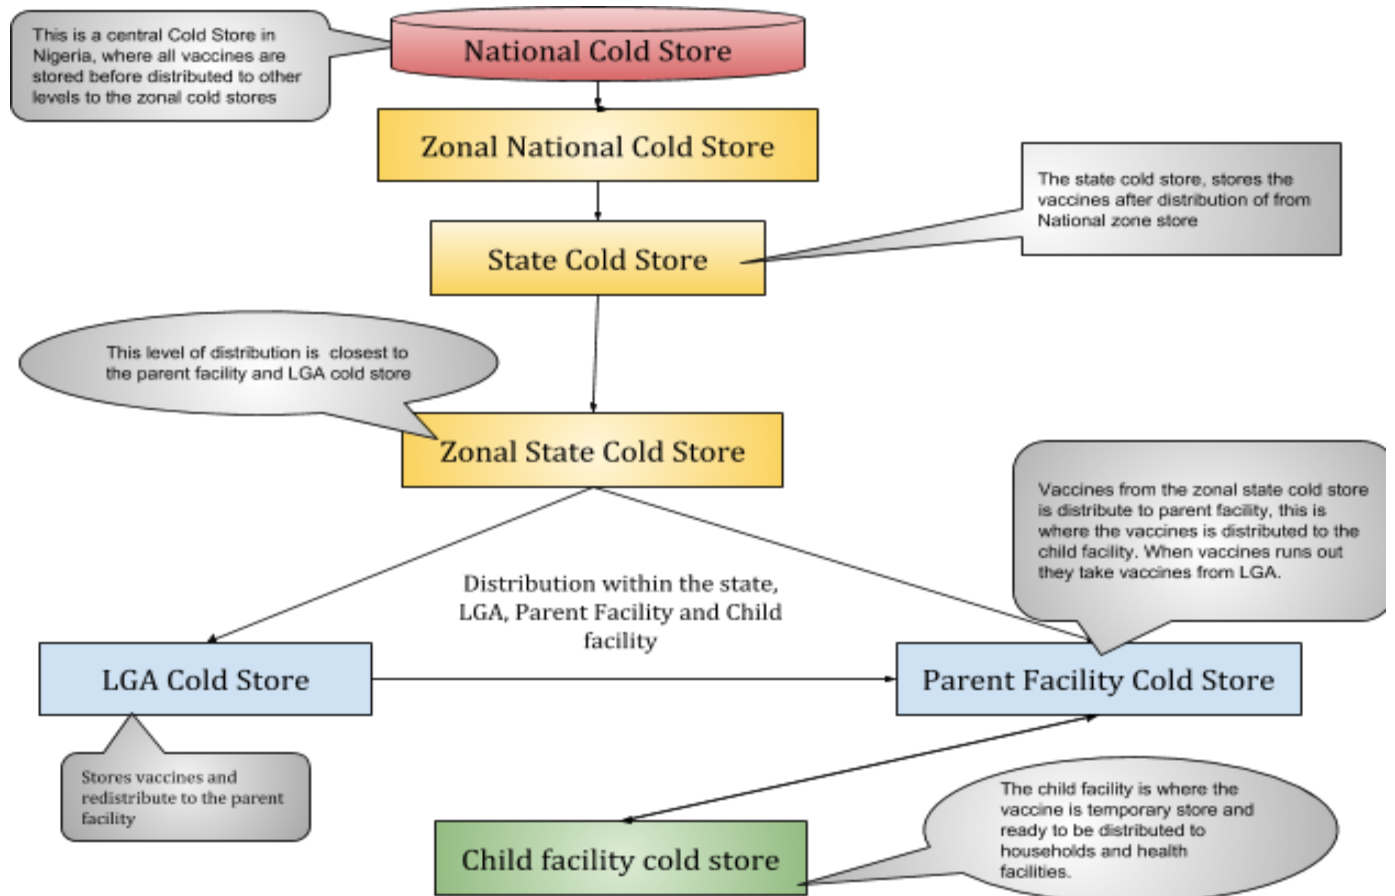 This is a central Cold Store in
Nigeria, where all vaccines are
stored before distributed to other
levels to the zonal cold stores
National Cold Store
Zonal National Cold Store
The state cold store, stores the
vaccines after distribution of from
National zone store
State Cold Store
This level of distribution is closest to
the parent facility and LGA cold store
Zonal State Cold Store
Vaccines from the zonal state cold store
is distribute to parent facility, this is
where the vaccines is distributed to the
child facility. When vaccines runs out
they take vaccines from LGA.
Distribution within the state,
LGA, Parent Facility and Child
facility
LGA Cold Store
Parent Facility Cold Store
Stores vaccines and
redistribute to the parent
facility
The child facility is where the
vaccine is temporary store and
ready to be distributed to
households and health
facilities.
Child facility cold store